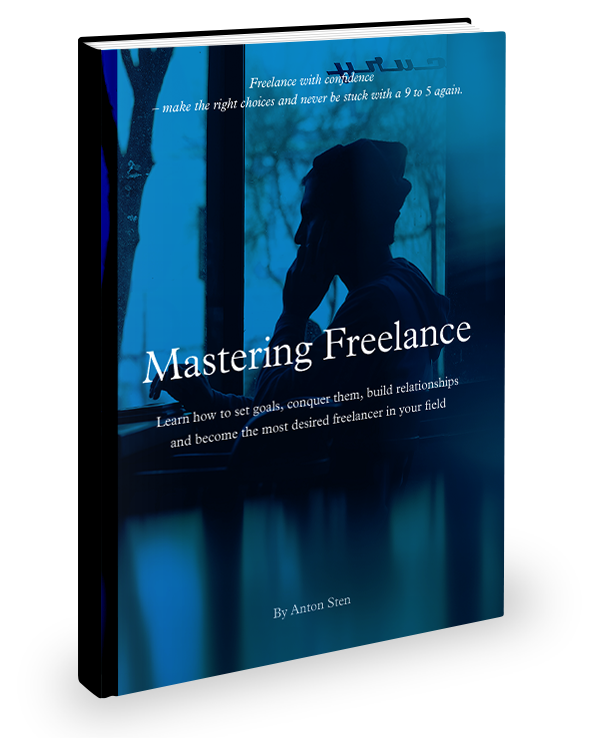 Freelance with confidence
– make the right choices and never be stuck with a 9 to 5 again.
Mastering Freelance
Learn how to set goals, conquer them, build relationships
and become the most desired freelancer in your field
By Anton Sten